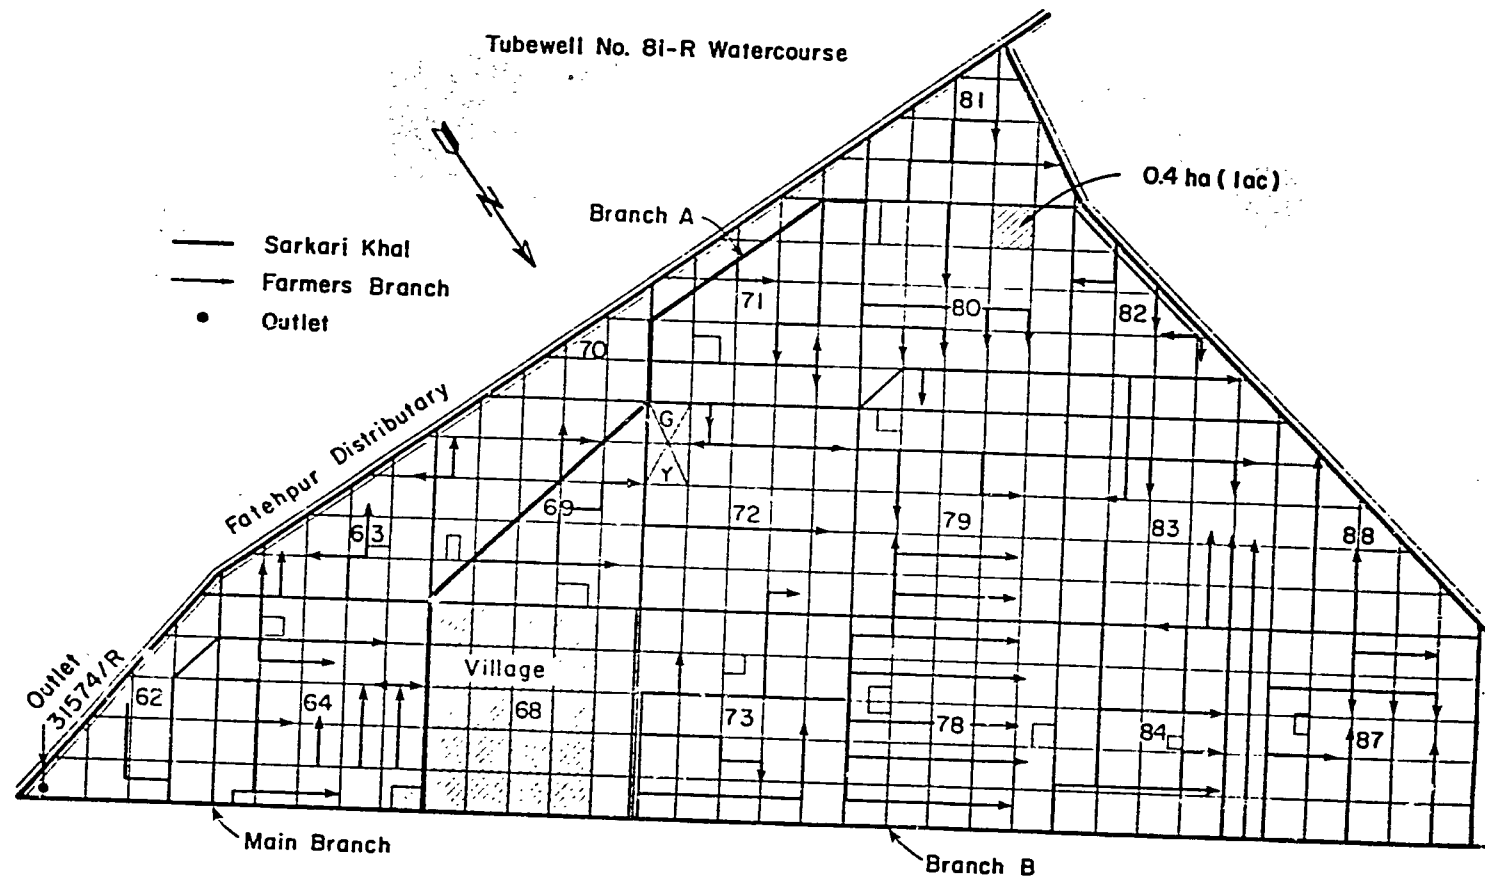 Tubewell No. 81-R Watercourse
81
0.4 ha (1ac)
Branch A
N
Sarkari Khal
Farmers Branch
Outlet
71
80
82
70
Fatehpur Distributary
G
Y
69
72
79
83
88
63
Outlet
31574/R
62
64
Village
68
73
78
84
87
Main Branch
Branch B